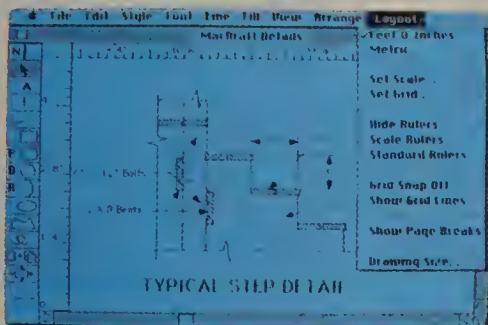 File Edit Style Font Line Fill View Arrange Layout
MacDraft Details
Feet & Inches
Metric
Set Scale...
Set Grid...
Hide Rulers
Scale Rulers
Standard Rulers
Grid Snap Off
Show Grid Lines
Show Page Breaks
Drawing Size...
Bolts
TYPICAL STEP DETAIL